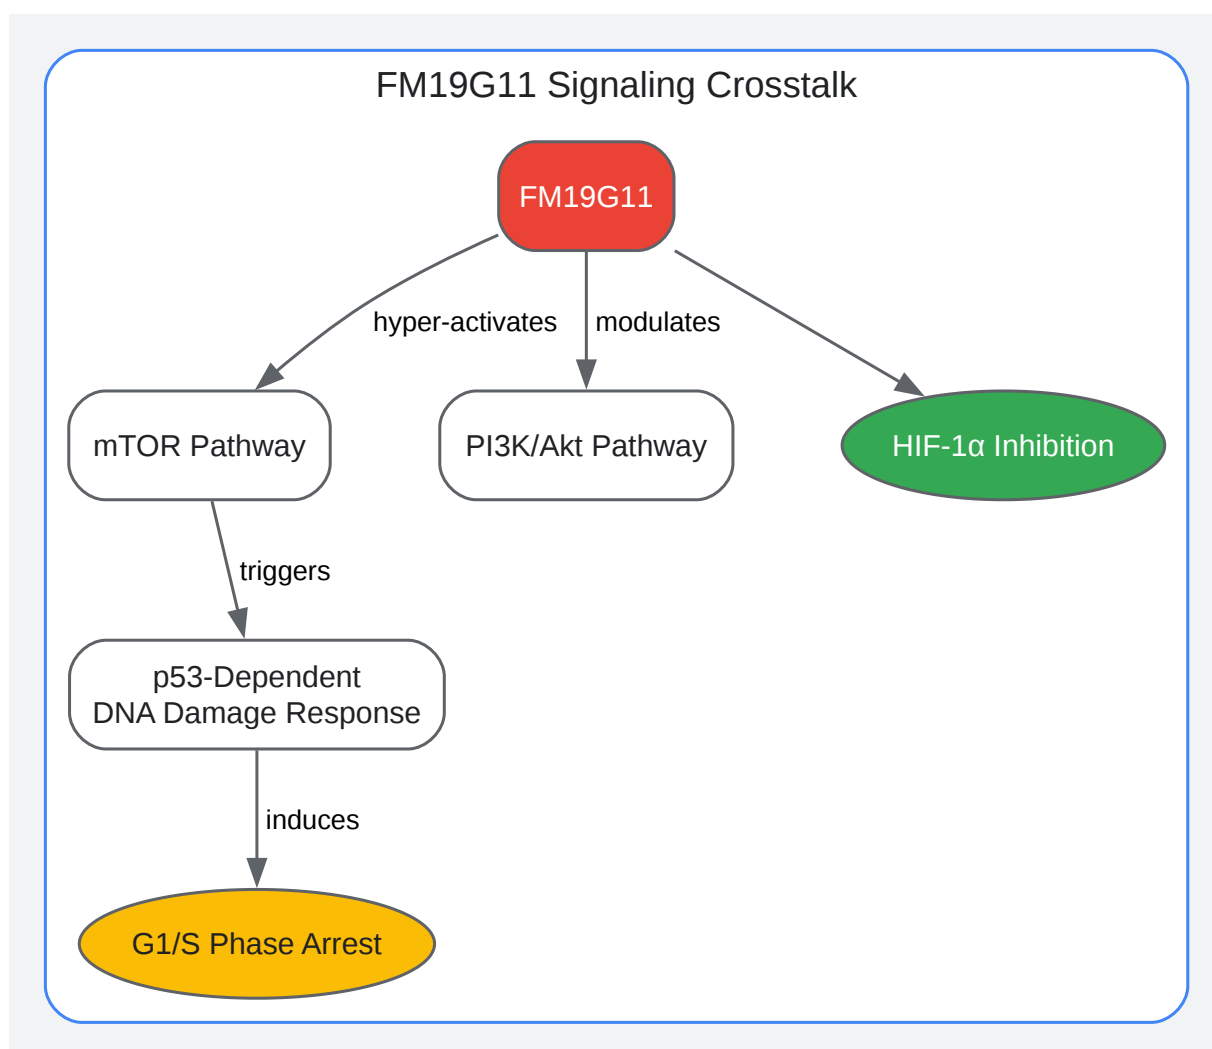 FM19G11 Signaling Crosstalk
FM19G11
hyper-activates
modulates
mTOR Pathway
PI3K/Akt Pathway
HIF-1α Inhibition
triggers
p53-Dependent
DNA Damage Response
induces
G1/S Phase Arrest